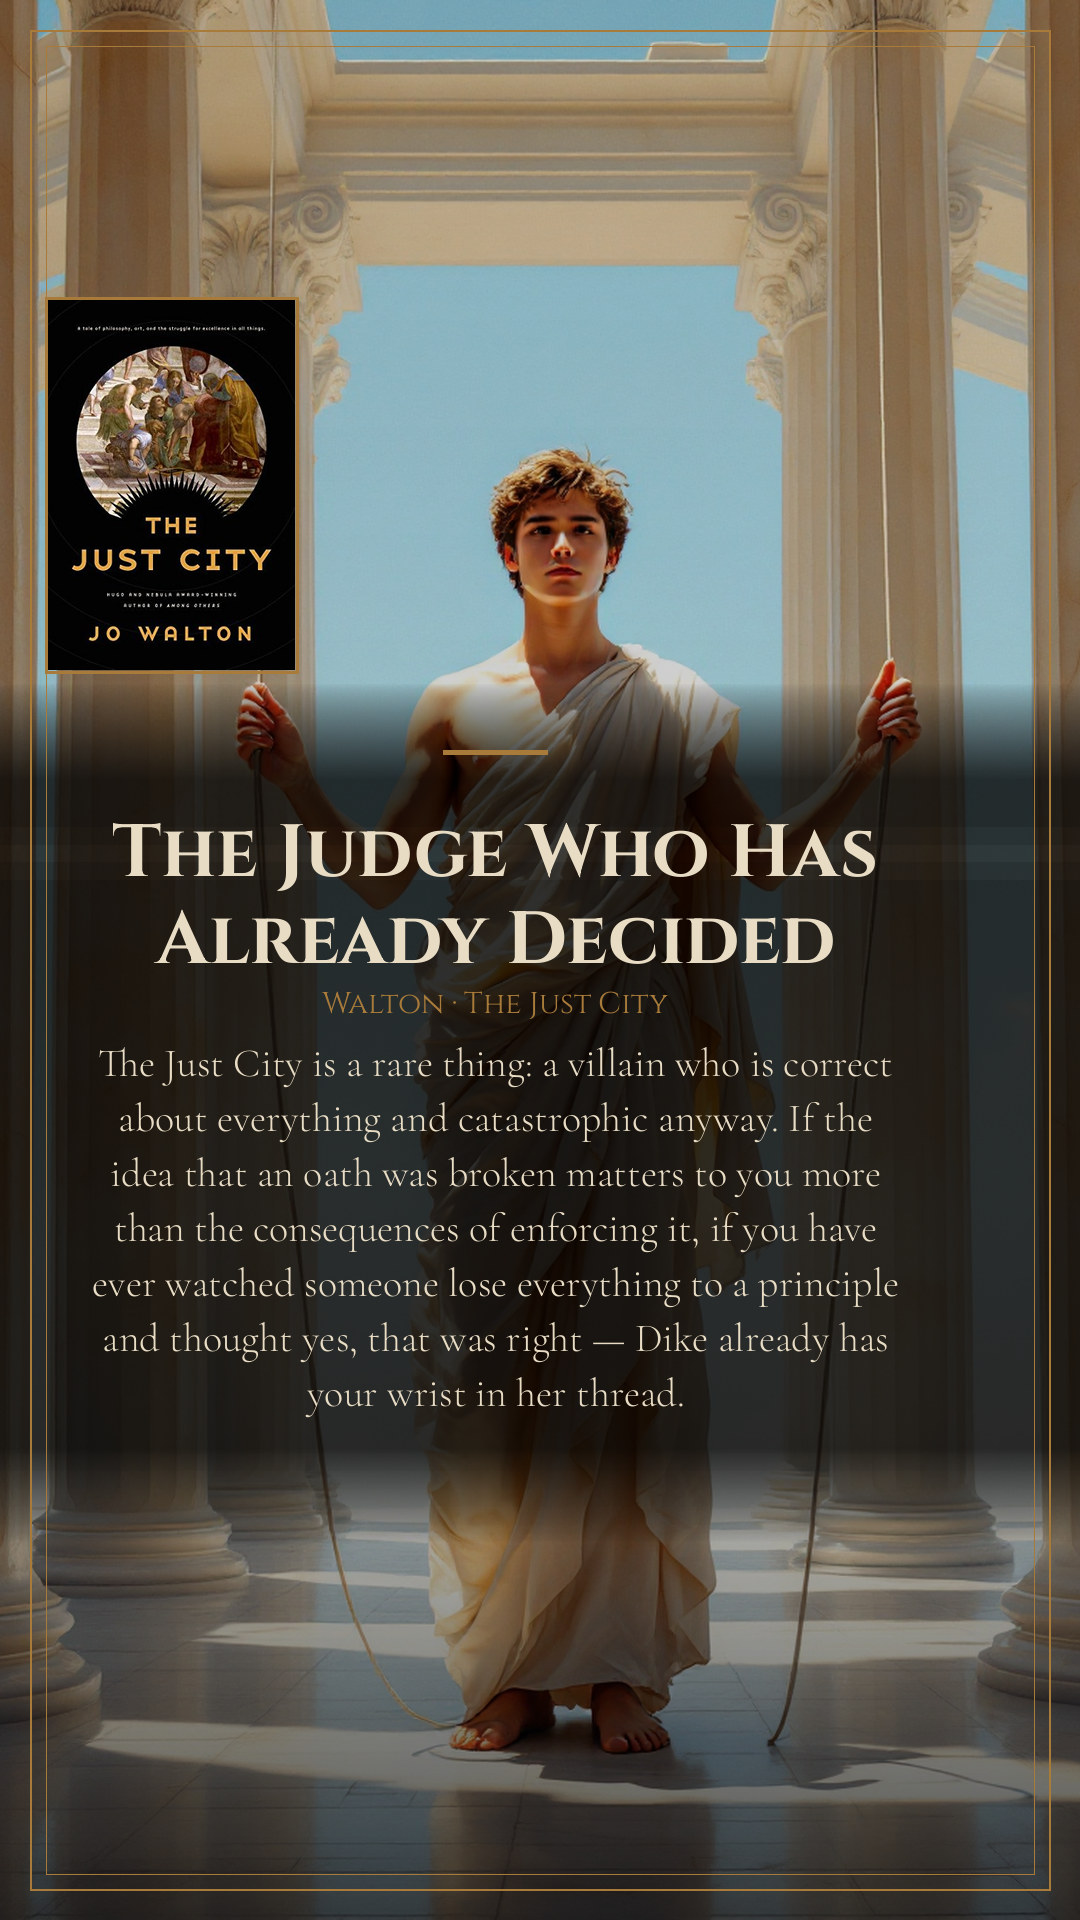 A tale of philosophy, art, and the struggle for excellence in all things.
THE
JUST CITY
HUGO AND NEBULA AWARD-WINNING
AUTHOR OF AMONG OTHERS
JO WALTON
The Judge Who Has
Already Decided
Walton · The Just City
The Just City is a rare thing: a villain who is correct
about everything and catastrophic anyway. If the
idea that an oath was broken matters to you more
than the consequences of enforcing it, if you have
ever watched someone lose everything to a principle
and thought yes, that was right — Dike already has
your wrist in her thread.